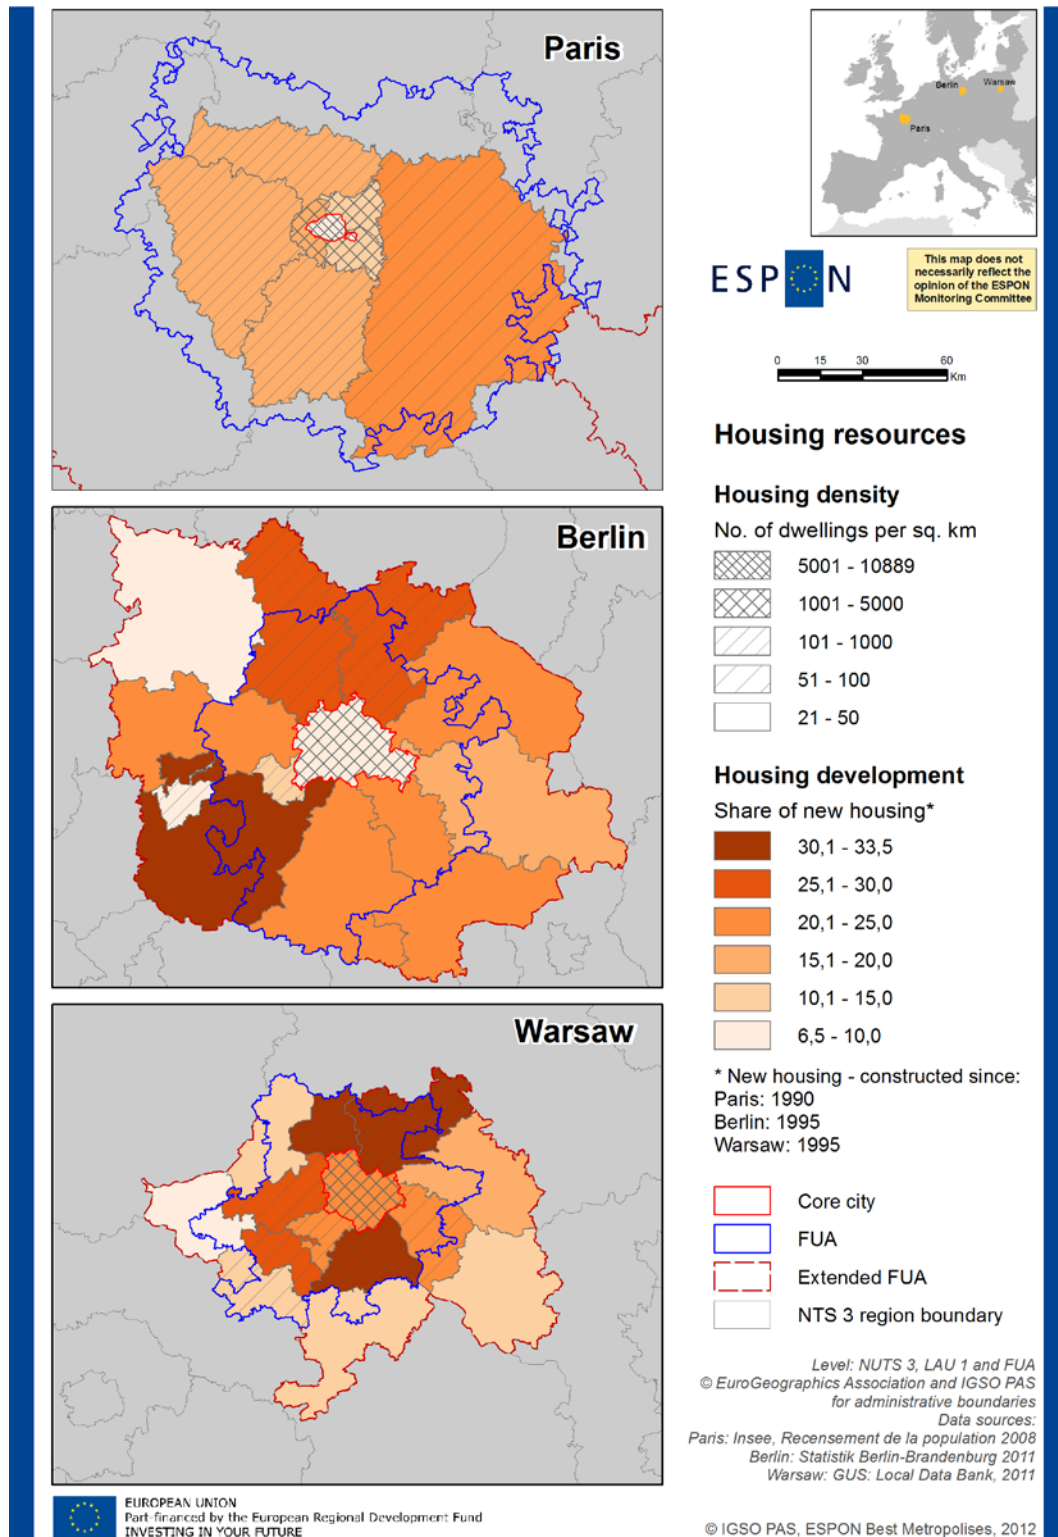 Paris
Berlin
Warsaw
Paris
ESPON
This map does not
necessarily reflect the
opinion of the ESPON
Monitoring Committee
0 15 30 60
Km
Housing resources
Housing density
No. of dwellings per sq. km
5001 - 10889
1001 - 5000
101 - 1000
51 - 100
21 - 50
Berlin
Housing development
Share of new housing*
30,1 - 33,5
25,1 - 30,0
20,1 - 25,0
15,1 - 20,0
10,1 - 15,0
6,5 - 10,0
* New housing - constructed since:
Paris: 1990
Berlin: 1995
Warsaw: 1995
Warsaw
Core city
FUA
Extended FUA
NTS 3 region boundary
Level: NUTS 3, LAU 1 and FUA
© EuroGeographics Association and IGSO PAS
for administrative boundaries
Data sources:
Paris: Insee, Recensement de la population 2008
Berlin: Statistik Berlin-Brandenburg 2011
Warsaw: GUS: Local Data Bank, 2011
EUROPEAN UNION
Part-financed by the European Regional Development Fund
INVESTING IN YOUR FUTURE
© IGSO PAS, ESPON Best Metropolises, 2012